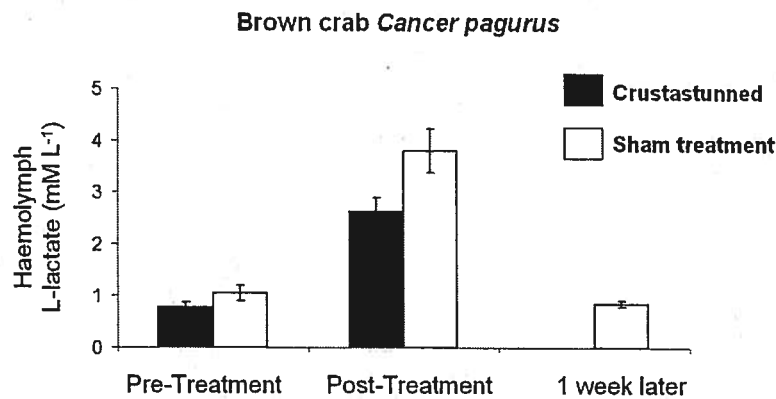 Brown crab Cancer pagurus
Crustastunned
Sham treatment
Haemolymph
L-lactate (mM L⁻¹)
5
4
3
2
1
0
Pre-Treatment
Post-Treatment
1 week later